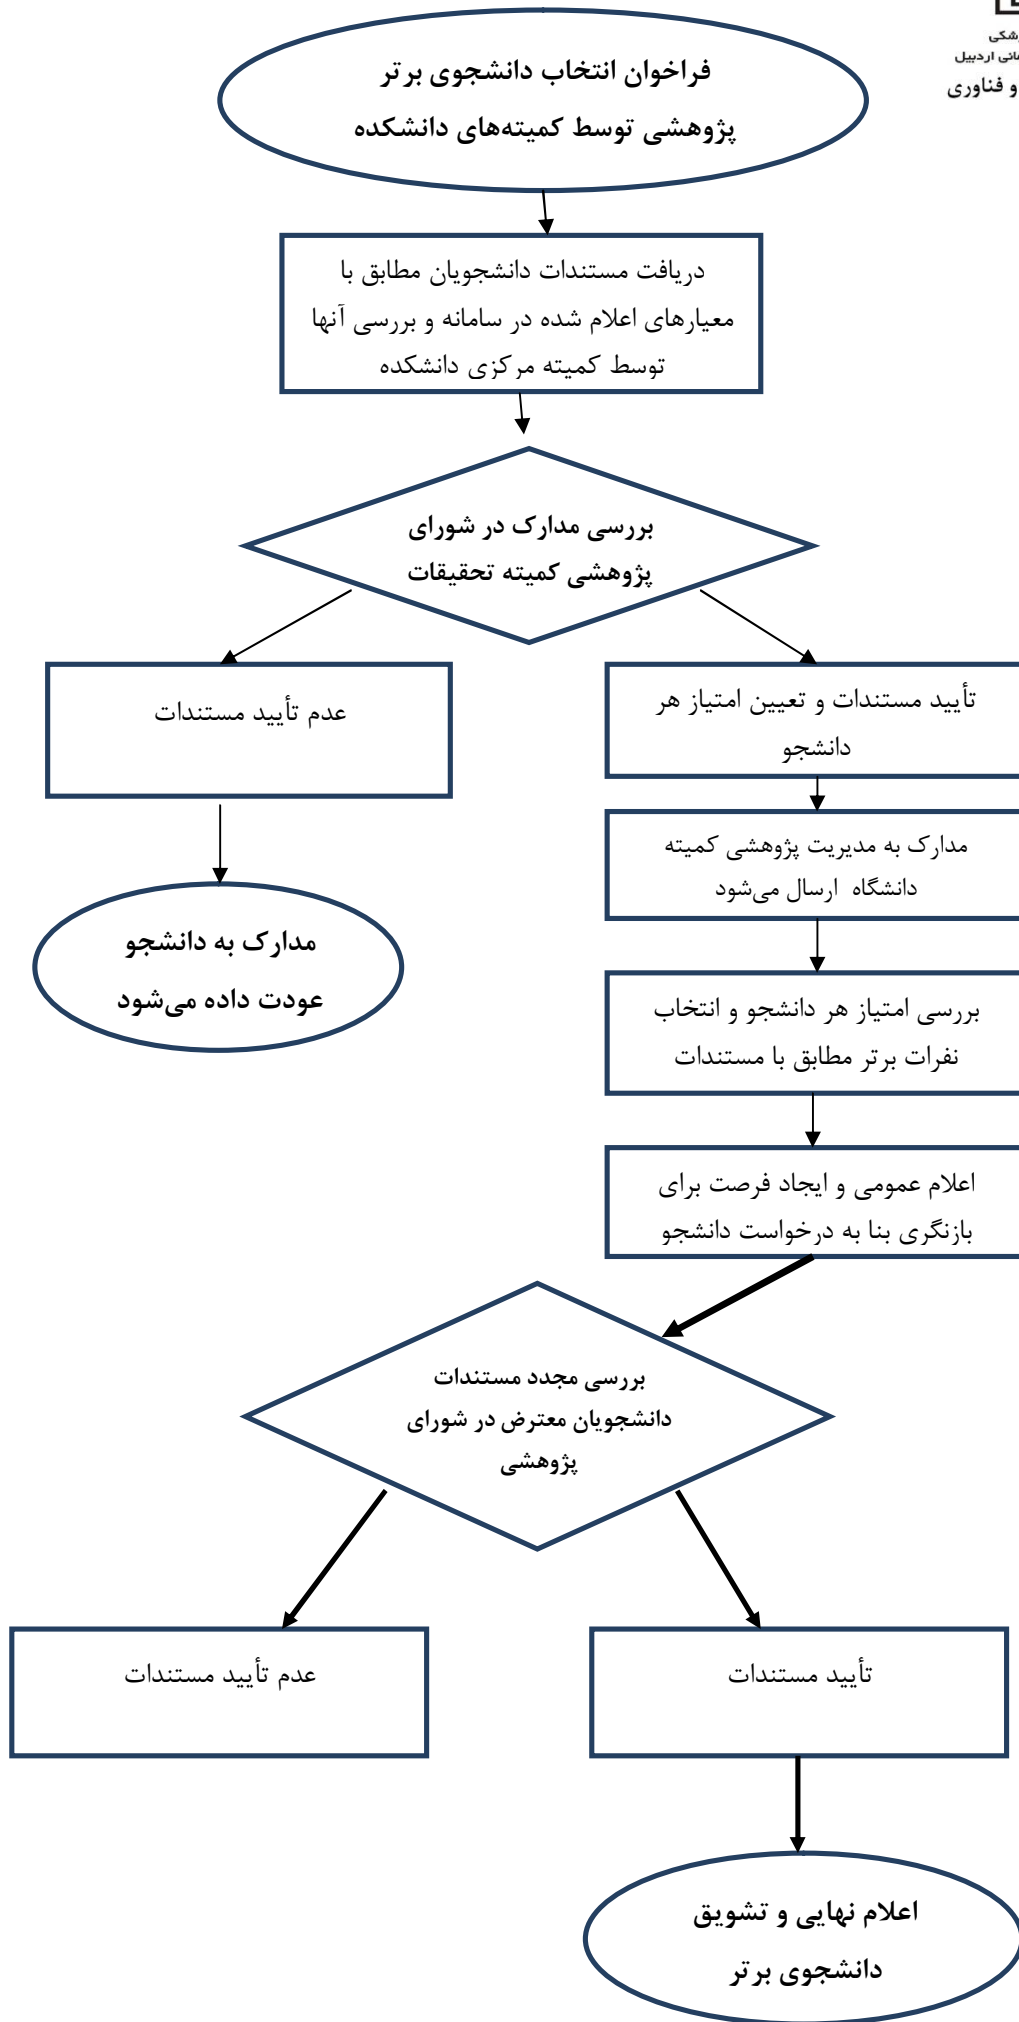 مانی اردبیل
و فناوری
فراخوان انتخاب دانشجوی برتر
پژوهشی توسط کمیته‌های دانشکده
دریافت مستندات دانشجویان مطابق با
معیارهای اعلام شده در سامانه و بررسی آنها
توسط کمیته مرکزی دانشکده
بررسی مدارک در شورای
پژوهشی کمیته تحقیقات
عدم تأیید مستندات
تأیید مستندات و تعیین امتیاز هر
دانشجو
مدارک به مدیریت پژوهشی کمیته
دانشگاه ارسال می‌شود
مدارک به دانشجو
عودت داده می‌شود
بررسی امتیاز هر دانشجو و انتخاب
نفرات برتر مطابق با مستندات
اعلام عمومی و ایجاد فرصت برای
بازنگری بنا به درخواست دانشجو
بررسی مجدد مستندات
دانشجویان معترض در شورای
پژوهشی
عدم تأیید مستندات
تأیید مستندات
اعلام نهایی و تشویق
دانشجوی برتر